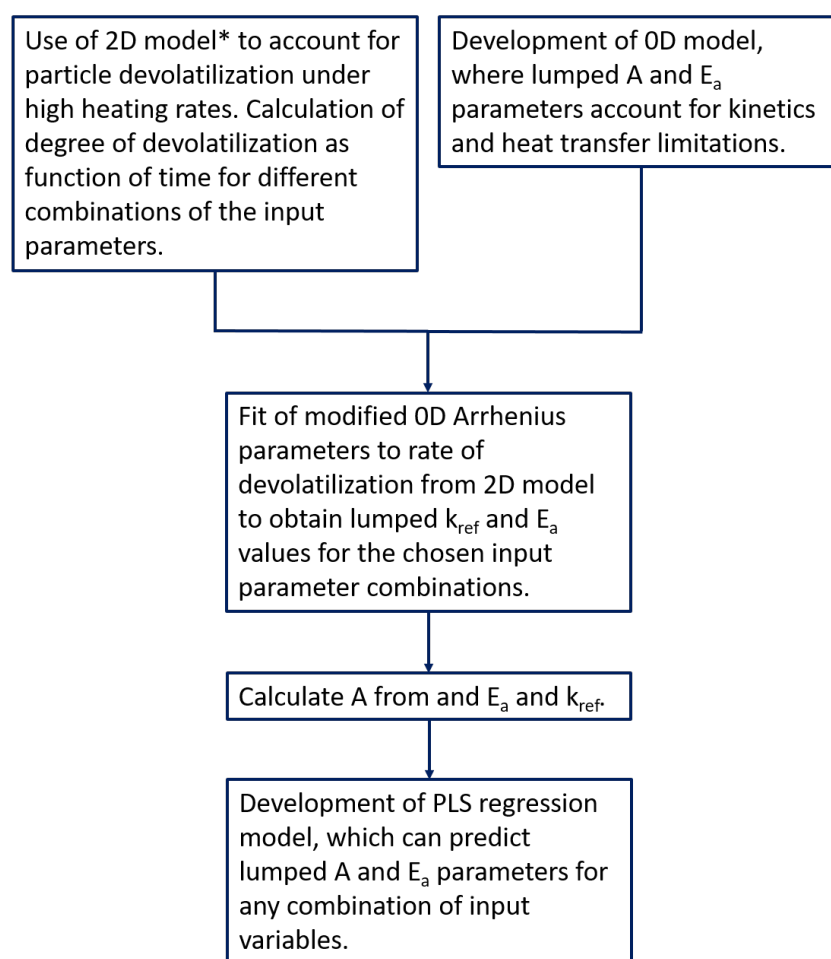 Use of 2D model* to account for
particle devolatilization under
high heating rates. Calculation of
degree of devolatilization as
function of time for different
combinations of the input
parameters.
Development of 0D model,
where lumped A and Eₐ
parameters account for kinetics
and heat transfer limitations.
Fit of modified 0D Arrhenius
parameters to rate of
devolatilization from 2D model
to obtain lumped k_ref and Eₐ
values for the chosen input
parameter combinations.
Calculate A from and Eₐ and k_ref.
Development of PLS regression
model, which can predict
lumped A and Eₐ parameters for
any combination of input
variables.